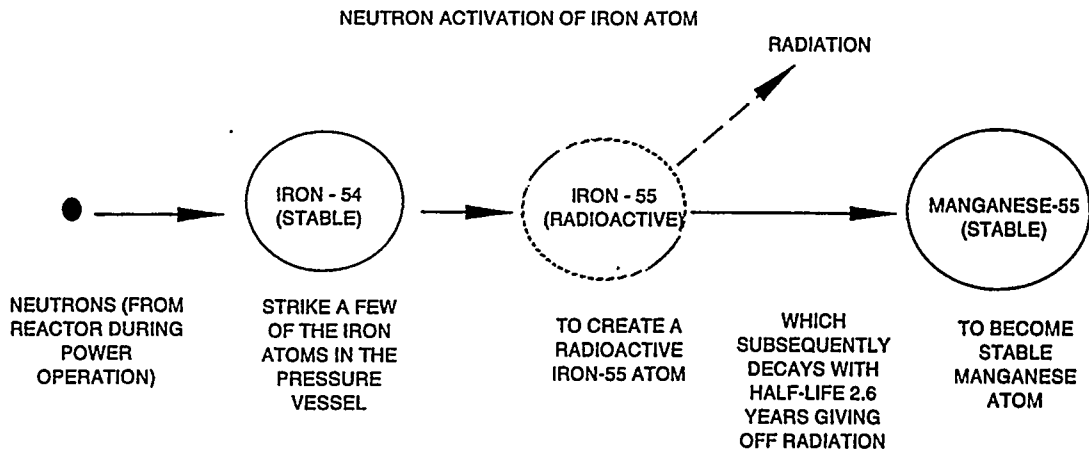 NEUTRON ACTIVATION OF IRON ATOM
RADIATION
IRON - 54
(STABLE)
IRON - 55
(RADIOACTIVE)
MANGANESE-55
(STABLE)
NEUTRONS (FROM
REACTOR DURING
POWER
OPERATION)
STRIKE A FEW
OF THE IRON
ATOMS IN THE
PRESSURE
VESSEL
TO CREATE A
RADIOACTIVE
IRON-55 ATOM
WHICH
SUBSEQUENTLY
DECAYS WITH
HALF-LIFE 2.6
YEARS GIVING
OFF RADIATION
TO BECOME
STABLE
MANGANESE
ATOM